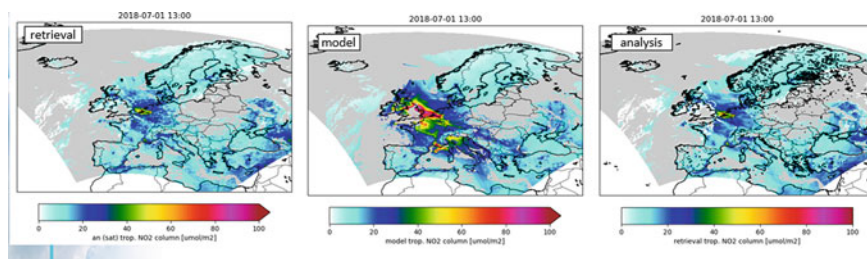 2018-07-01 13:00
retrieval
0 20 40 60 80 100
an (sat) trop. NO2 column [umol/m2]
2018-07-01 13:00
model
0 20 40 60 80 100
model trop. NO2 column [umol/m2]
2018-07-01 13:00
analysis
0 20 40 60 80 100
retrieval trop. NO2 column [umol/m2]